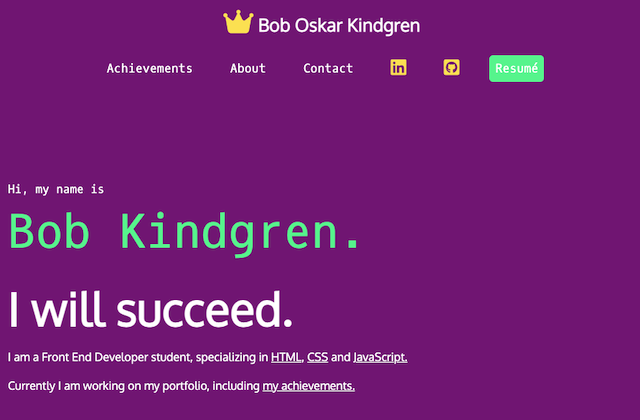 Bob Oskar Kindgren
Achievements About Contact in Resumé
Hi, my name is
Bob Kindgren.
I will succeed.
I am a Front End Developer student, specializing in HTML, CSS and JavaScript.
Currently I am working on my portfolio, including my achievements.